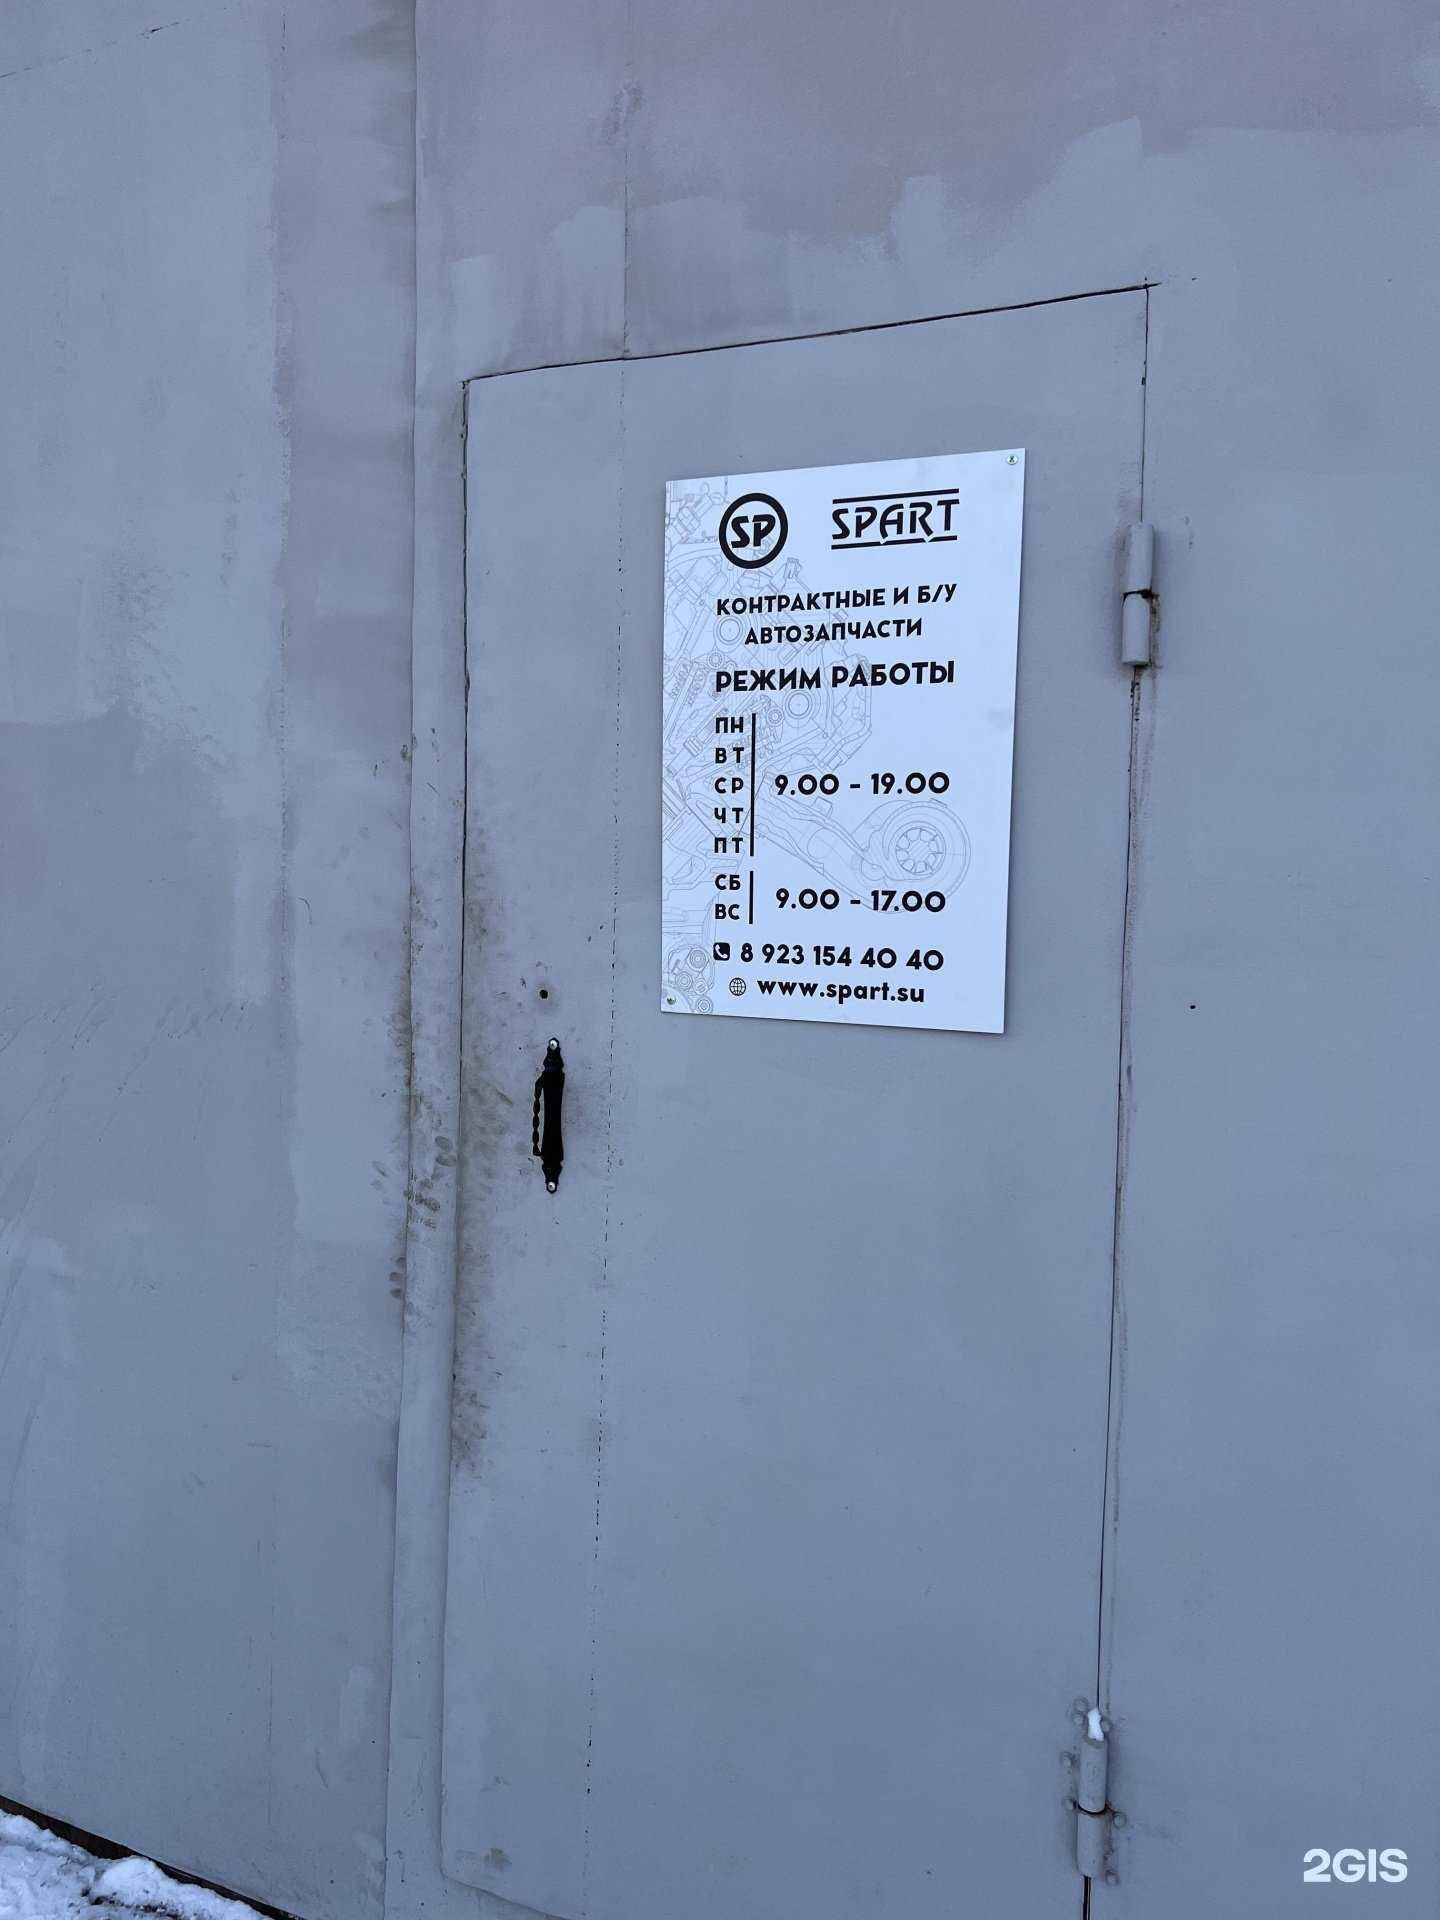 SP SPART
КОНТРАКТНЫЕ И Б/У
АВТОЗАПЧАСТИ
РЕЖИМ РАБОТЫ
ПН
ВТ
СР 9.00 - 19.00
ЧТ
ПТ
СБ 9.00 - 17.00
ВС
8 923 154 40 40
www.spart.su
2GIS